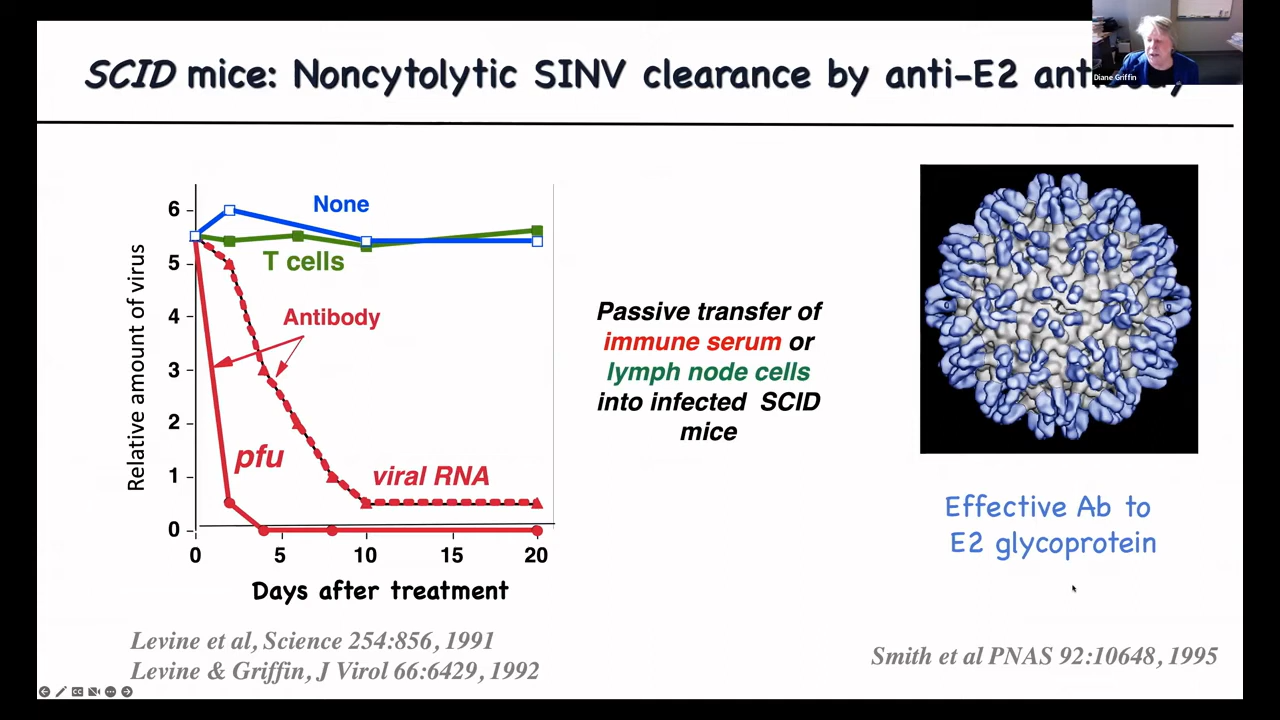 SCID mice: Noncytolytic SINV clearance by anti-E2 antibody
Diane Griffin
None
T cells
Antibody
pfu
viral RNA
Relative amount of virus
6
5
4
3
2
1
0
0 5 10 15 20
Days after treatment
Passive transfer of
immune serum or
lymph node cells
into infected SCID
mice
Effective Ab to
E2 glycoprotein
Levine et al, Science 254:856, 1991
Levine & Griffin, J Virol 66:6429, 1992
Smith et al PNAS 92:10648, 1995